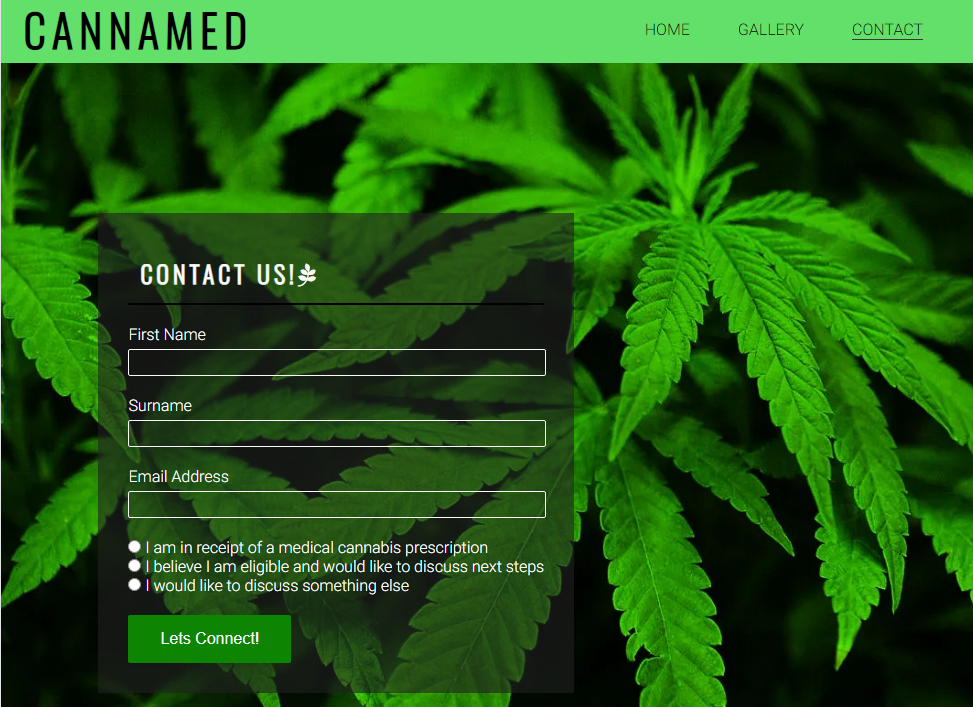 CANNAMED
HOME GALLERY CONTACT
CONTACT US!
First Name
Surname
Email Address
I am in receipt of a medical cannabis prescription
I believe I am eligible and would like to discuss next steps
I would like to discuss something else
Lets Connect!